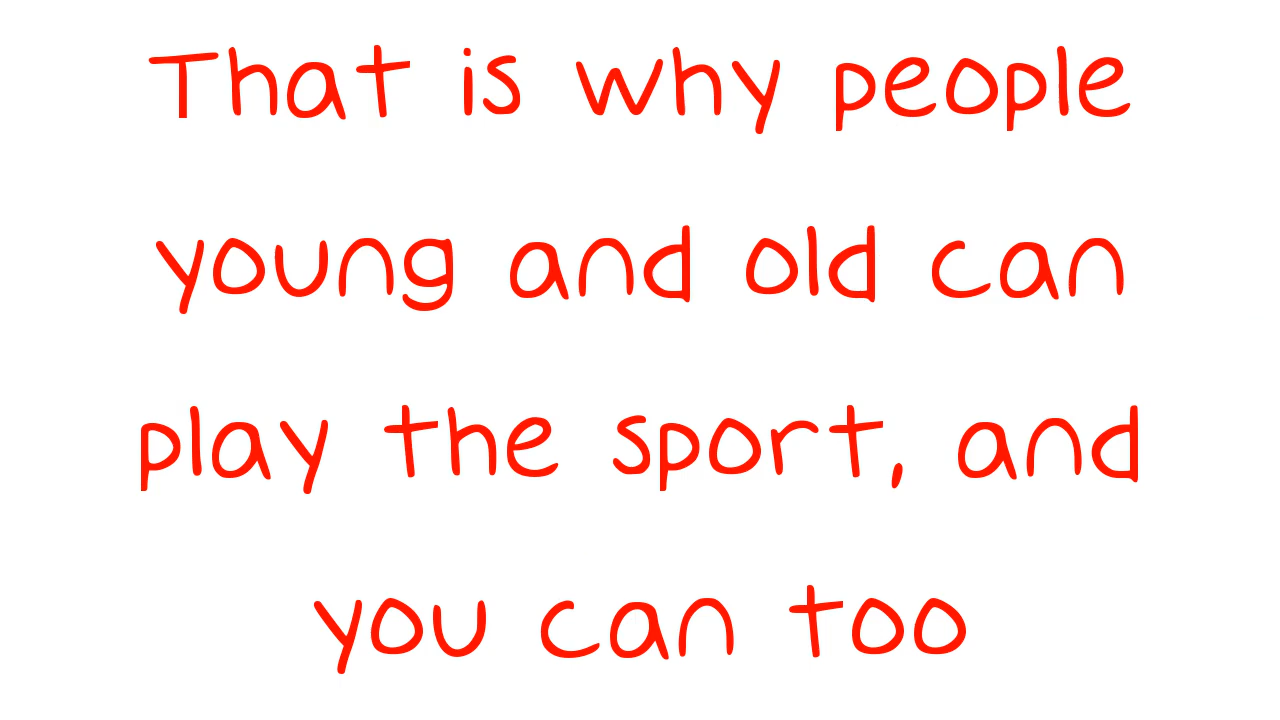 That is why people
young and old can
play the sport, and
you can too